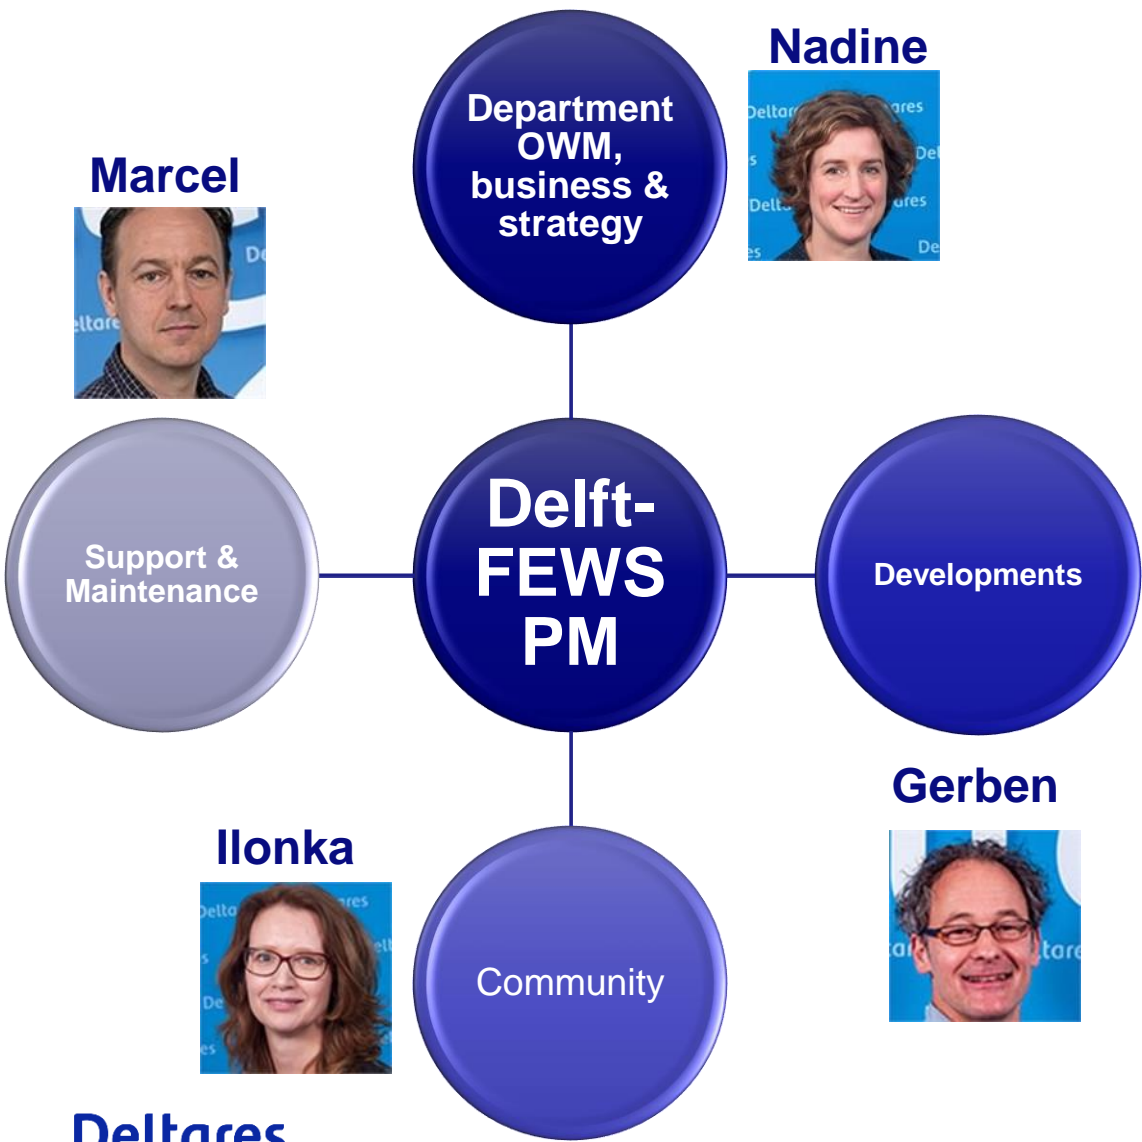 Nadine
Department
OWM,
business &
strategy
Marcel
Support &
Maintenance
Delft-
FEWS
PM
Developments
Gerben
Ilonka
Community
Deltares